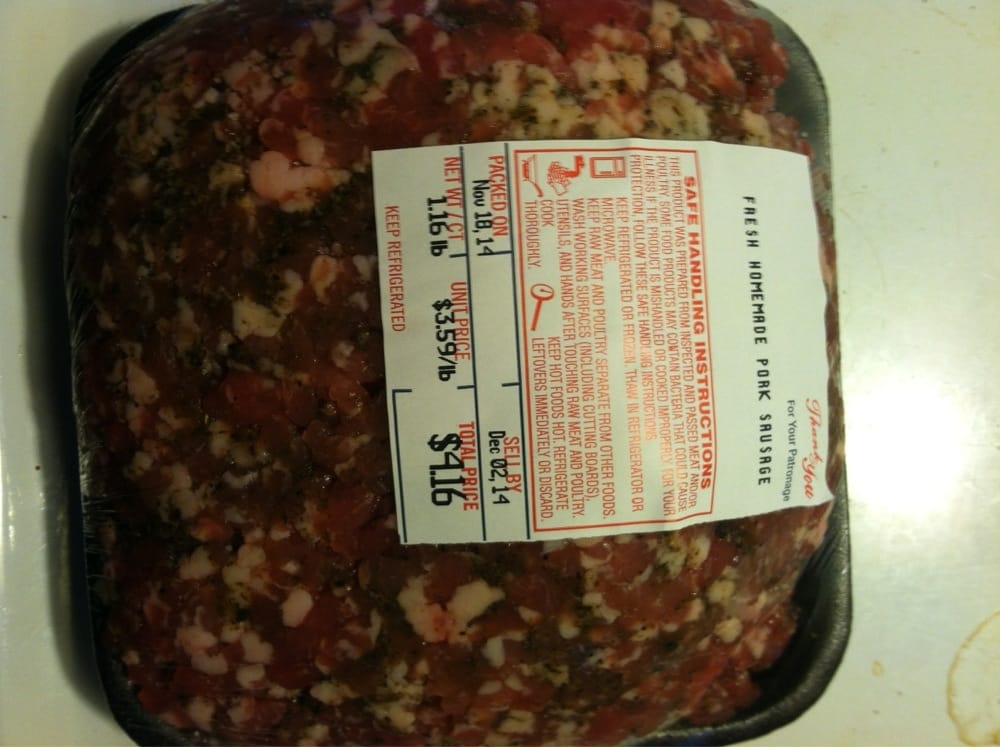 Thank You
For Your Patronage
FRESH HOMEMADE PORK SAUSAGE
SAFE HANDLING INSTRUCTIONS
THIS PRODUCT WAS PREPARED FROM INSPECTED AND PASSED MEAT AND/OR
POULTRY. SOME FOOD PRODUCTS MAY CONTAIN BACTERIA THAT COULD CAUSE
ILLNESS IF THE PRODUCT IS MISHANDLED OR COOKED IMPROPERLY. FOR YOUR
PROTECTION, FOLLOW THESE SAFE HANDLING INSTRUCTIONS.
KEEP REFRIGERATED OR FROZEN. THAW IN REFRIGERATOR OR
MICROWAVE.
KEEP RAW MEAT AND POULTRY SEPARATE FROM OTHER FOODS.
WASH WORKING SURFACES (INCLUDING CUTTING BOARDS),
UTENSILS, AND HANDS AFTER TOUCHING RAW MEAT AND POULTRY.
COOK
THOROUGHLY.
KEEP HOT FOODS HOT. REFRIGERATE
LEFTOVERS IMMEDIATELY OR DISCARD.
PACKED ON SELL BY
Nov 18, 14 Dec 02, 14
NET WT / CT UNIT PRICE TOTAL PRICE
1.16 lb $3.59/lb $4.16
KEEP REFRIGERATED